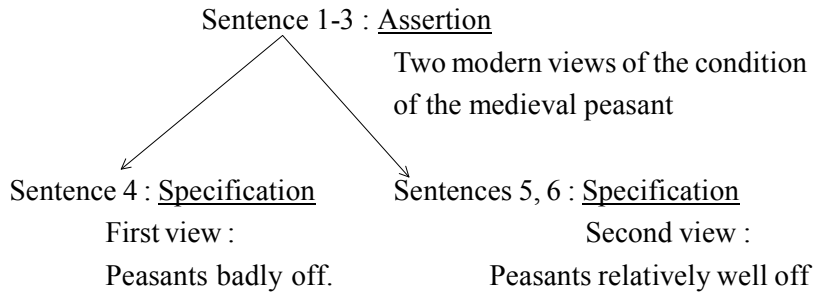 Sentence 1-3 : Assertion
Two modern views of the condition
of the medieval peasant
Sentence 4 : Specification
First view :
Peasants badly off.
Sentences 5, 6 : Specification
Second view :
Peasants relatively well off